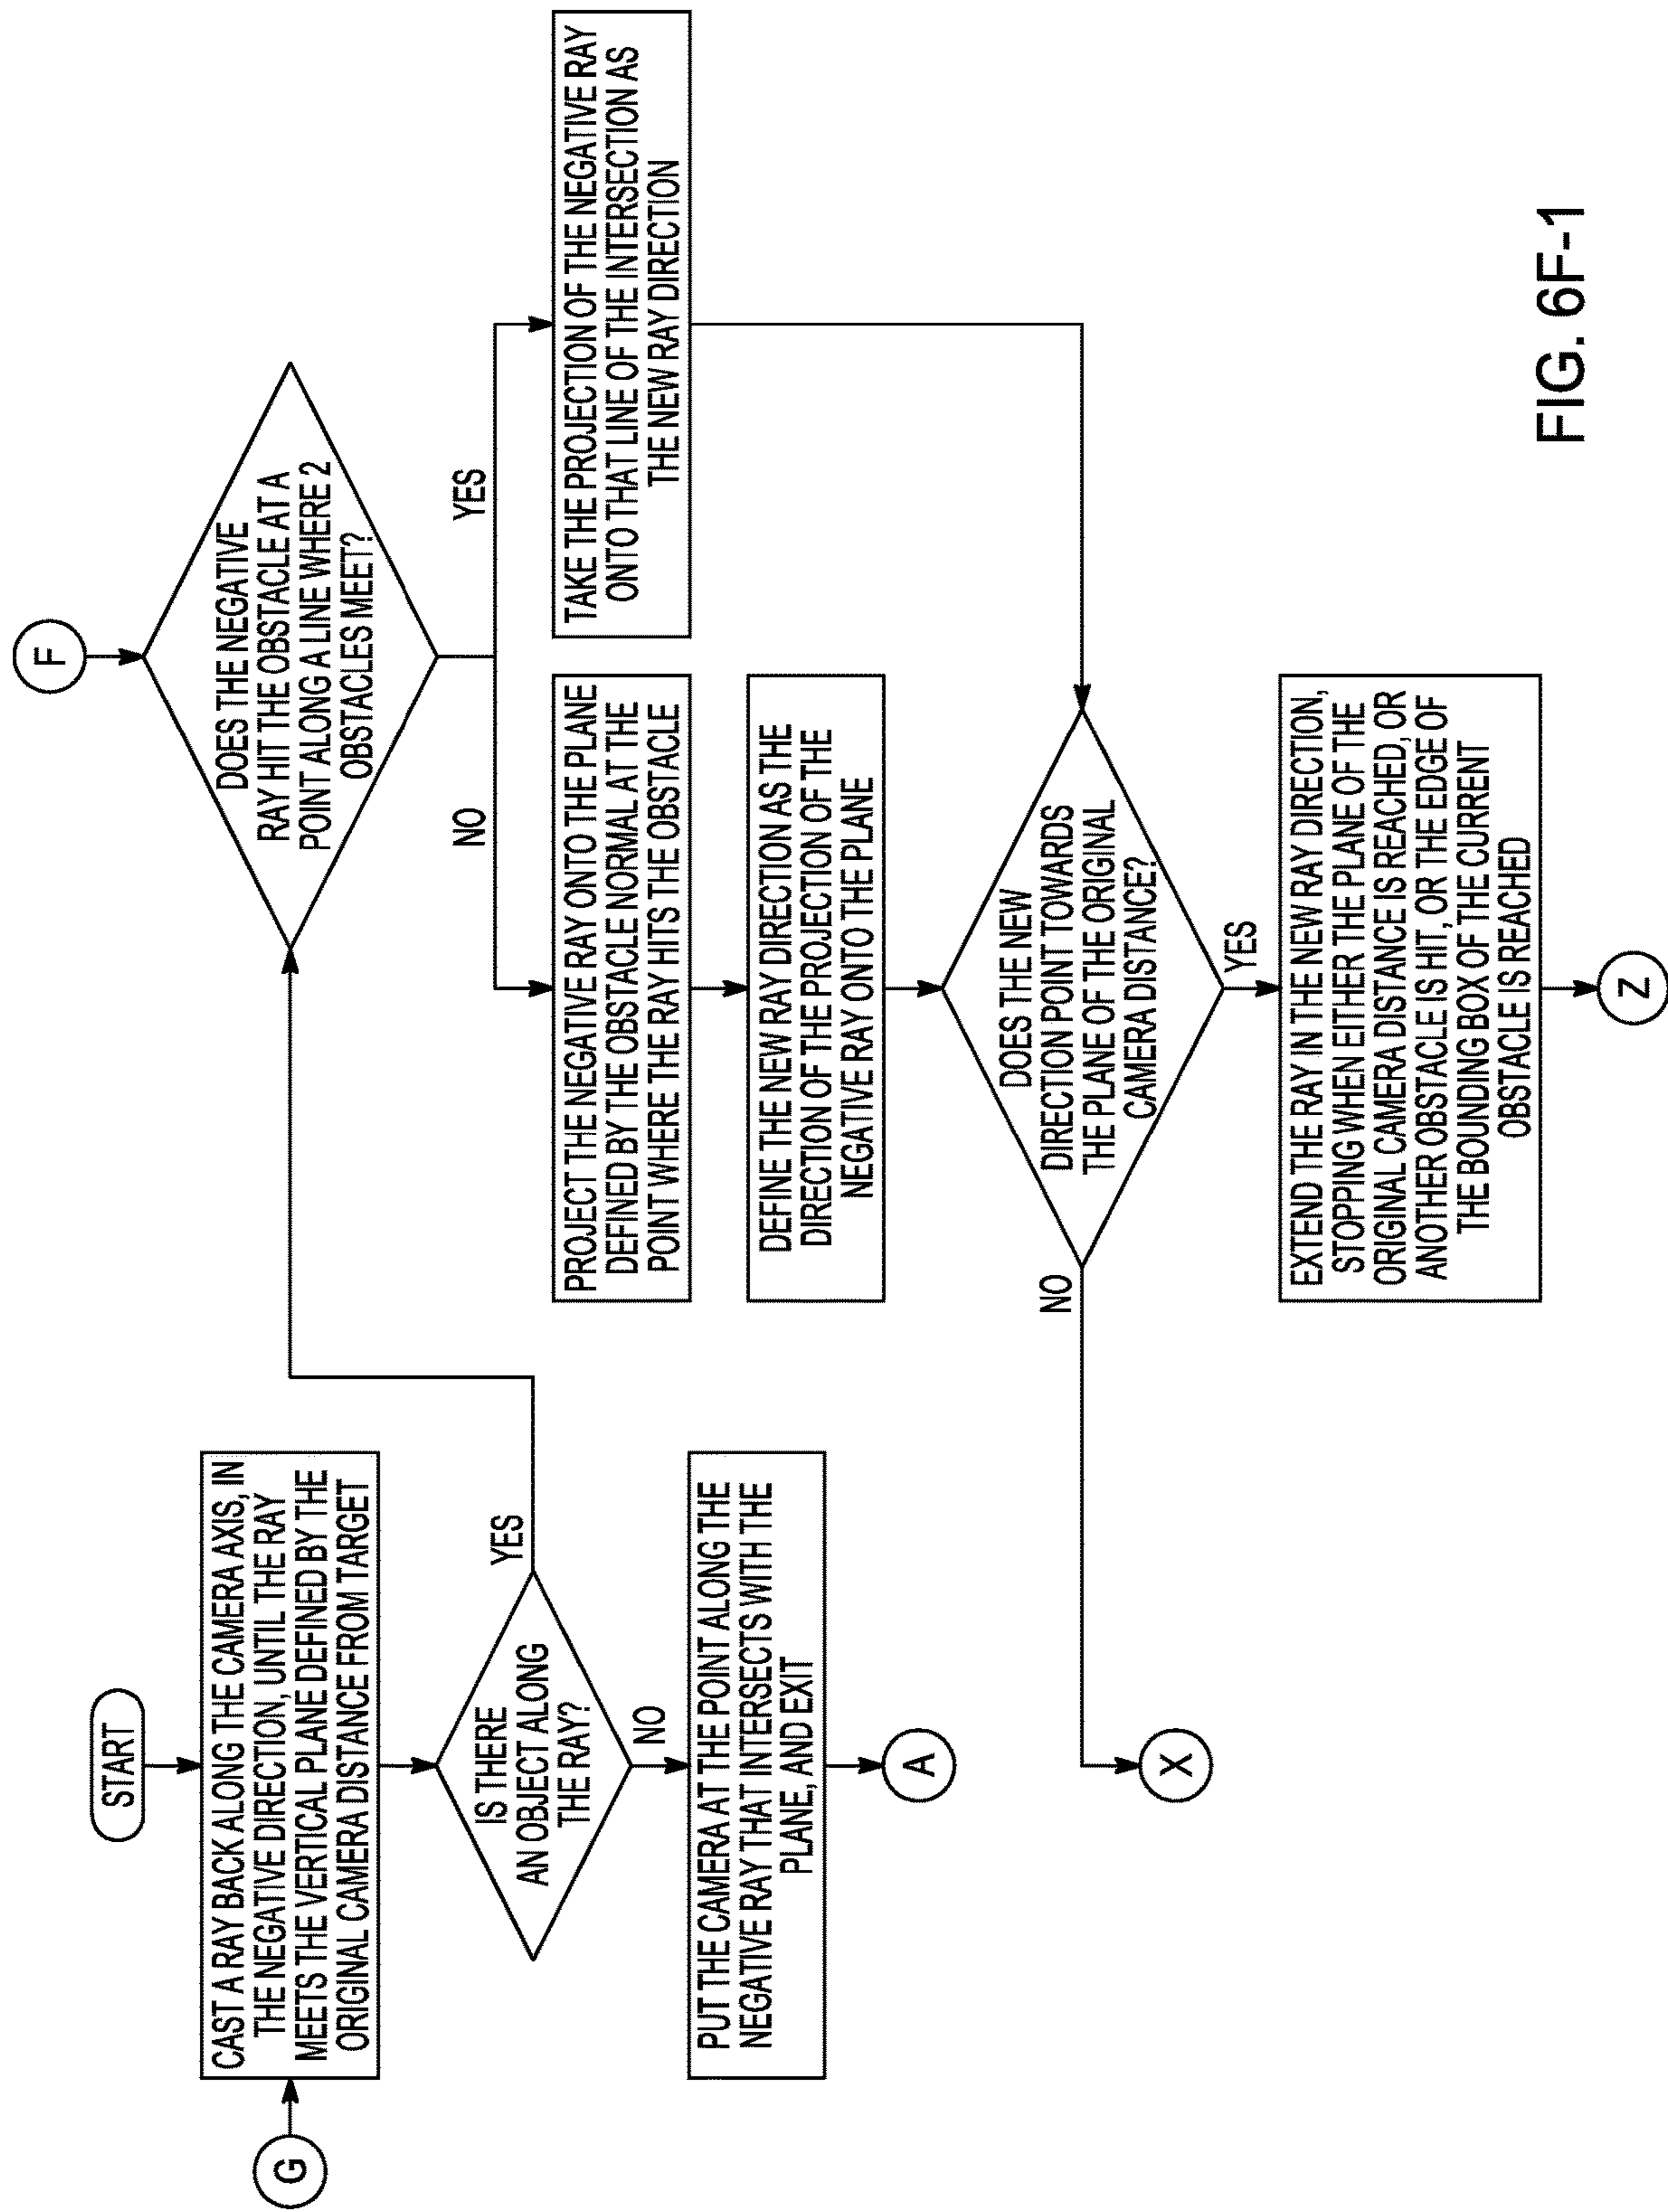 START
G
CAST A RAY BACK ALONG THE CAMERA AXIS, IN
THE NEGATIVE DIRECTION, UNTIL THE RAY
MEETS THE VERTICAL PLANE DEFINED BY THE
ORIGINAL CAMERA DISTANCE FROM TARGET
IS THERE
AN OBJECT ALONG
THE RAY?
YES
NO
PUT THE CAMERA AT THE POINT ALONG THE
NEGATIVE RAY THAT INTERSECTS WITH THE
PLANE, AND EXIT
A
F
DOES THE NEGATIVE
RAY HIT THE OBSTACLE AT A
POINT ALONG A LINE WHERE 2
OBSTACLES MEET?
NO
YES
PROJECT THE NEGATIVE RAY ONTO THE PLANE
DEFINED BY THE OBSTACLE NORMAL AT THE
POINT WHERE THE RAY HITS THE OBSTACLE
TAKE THE PROJECTION OF THE NEGATIVE RAY
ONTO THAT LINE OF THE INTERSECTION AS
THE NEW RAY DIRECTION
DEFINE THE NEW RAY DIRECTION AS THE
DIRECTION OF THE PROJECTION OF THE
NEGATIVE RAY ONTO THE PLANE
DOES THE NEW
DIRECTION POINT TOWARDS
THE PLANE OF THE ORIGINAL
CAMERA DISTANCE?
NO
YES
X
EXTEND THE RAY IN THE NEW RAY DIRECTION,
STOPPING WHEN EITHER THE PLANE OF THE
ORIGINAL CAMERA DISTANCE IS REACHED, OR
ANOTHER OBSTACLE IS HIT, OR THE EDGE OF
THE BOUNDING BOX OF THE CURRENT
OBSTACLE IS REACHED
Z
FIG. 6F-1